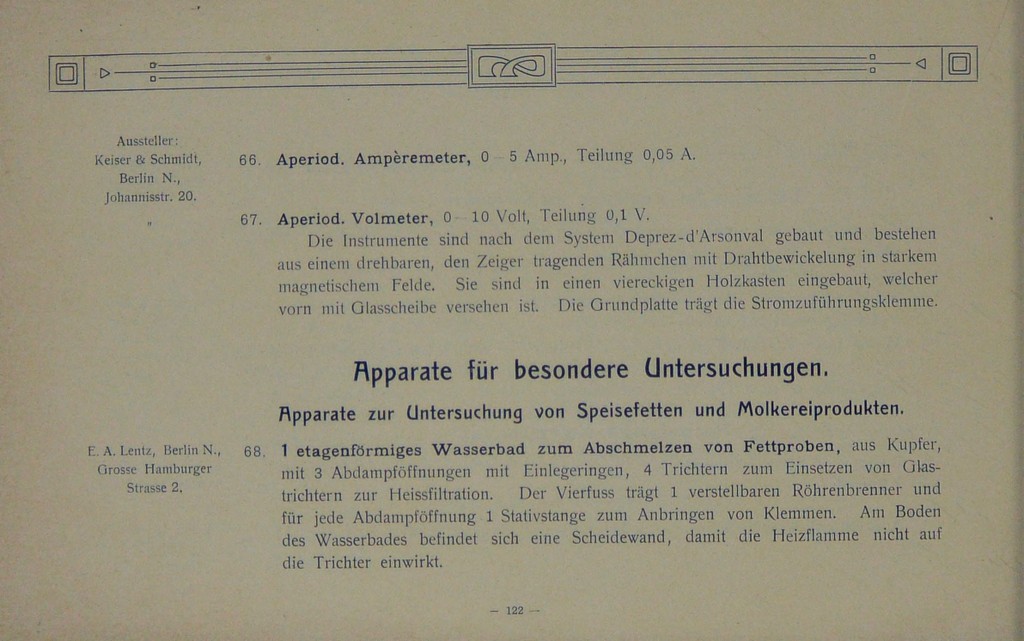 Aussteller:
Keiser & Schmidt,
Berlin N.,
Johannisstr. 20.
66. Aperiod. Ampèremeter, 0–5 Amp., Teilung 0,05 A.
„ 67. Aperiod. Volmeter, 0–10 Volt, Teilung 0,1 V.
Die Instrumente sind nach dem System Deprez-d'Arsonval gebaut und bestehen
aus einem drehbaren, den Zeiger tragenden Rähmchen mit Drahtbewickelung in starkem
magnetischem Felde. Sie sind in einen viereckigen Holzkasten eingebaut, welcher
vorn mit Glasscheibe versehen ist. Die Grundplatte trägt die Stromzuführungsklemme.
Apparate für besondere Untersuchungen.
Apparate zur Untersuchung von Speisefetten und Molkereiprodukten.
E. A. Lentz, Berlin N.,
Grosse Hamburger
Strasse 2.
68. 1 etagenförmiges Wasserbad zum Abschmelzen von Fettproben, aus Kupfer,
mit 3 Abdampföffnungen mit Einlegeringen, 4 Trichtern zum Einsetzen von Glas-
trichtern zur Heissfiltration. Der Vierfuss trägt 1 verstellbaren Röhrenbrenner und
für jede Abdampföffnung 1 Stativstange zum Anbringen von Klemmen. Am Boden
des Wasserbades befindet sich eine Scheidewand, damit die Heizflamme nicht auf
die Trichter einwirkt.
– 122 –